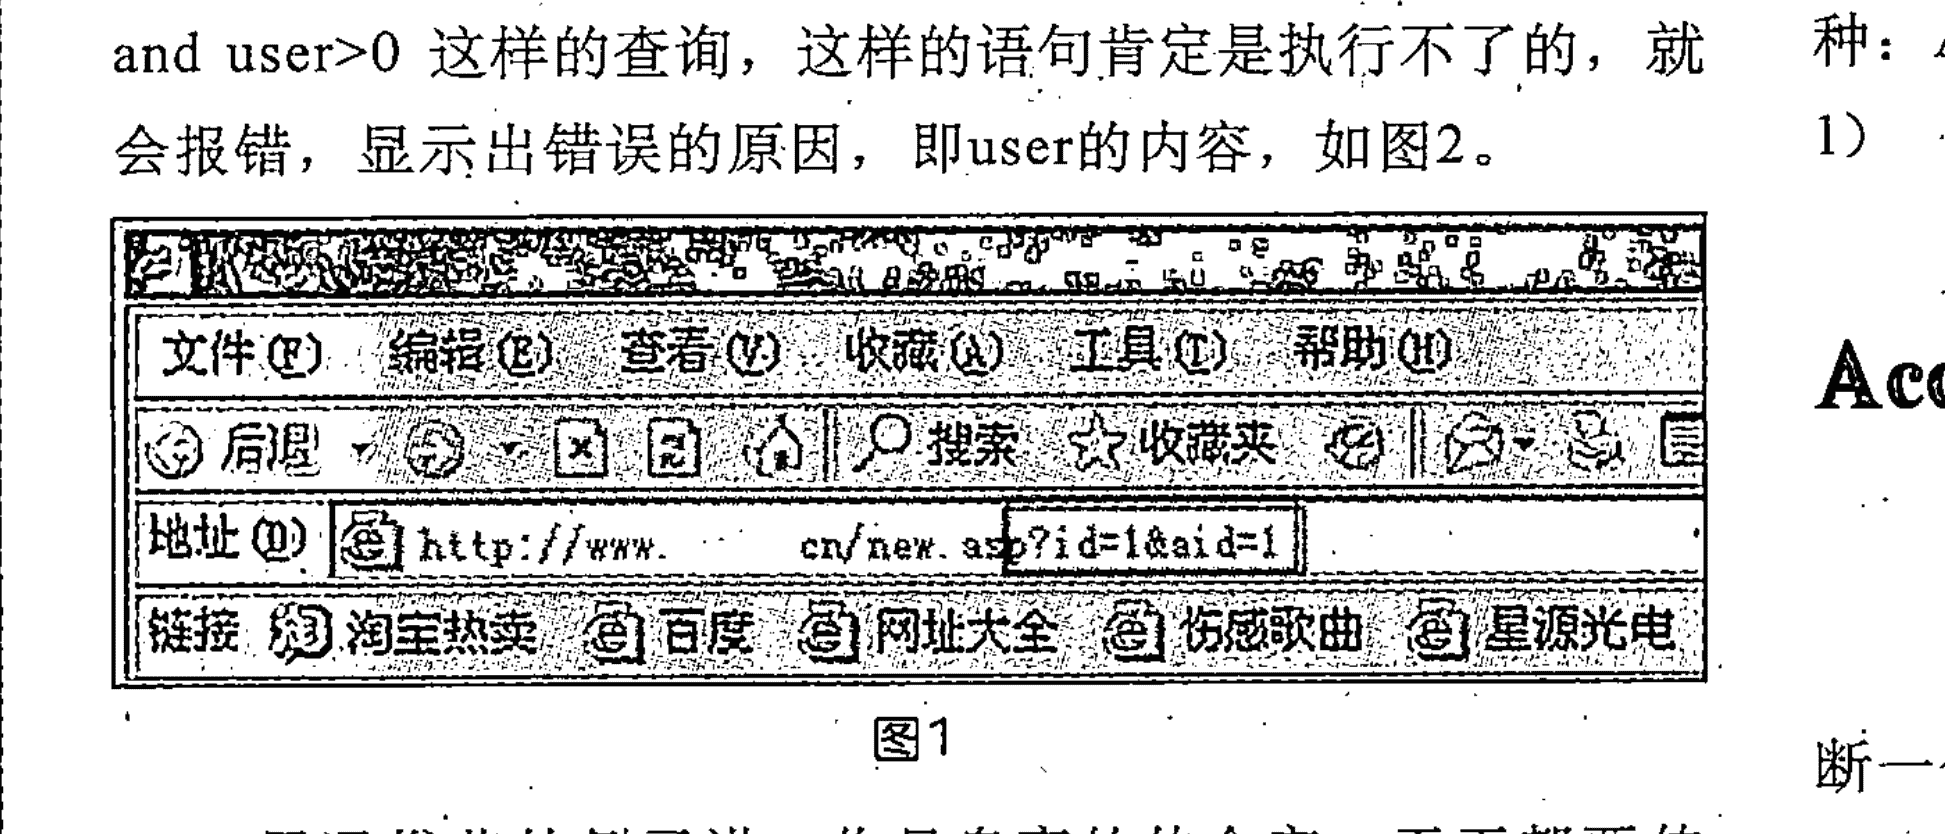 and user>0 这样的查询，这样的语句肯定是执行不了的，就
会报错，显示出错误的原因，即user的内容，如图2。
文件(F) 编辑(E) 查看(V) 收藏(A) 工具(T) 帮助(H)
后退 搜索 收藏夹
地址(D) http://www. cn/new.asp?id=1&aid=1
链接 淘宝热卖 百度 网址大全 伤感歌曲 星源光电
图1
种：
1)
断一